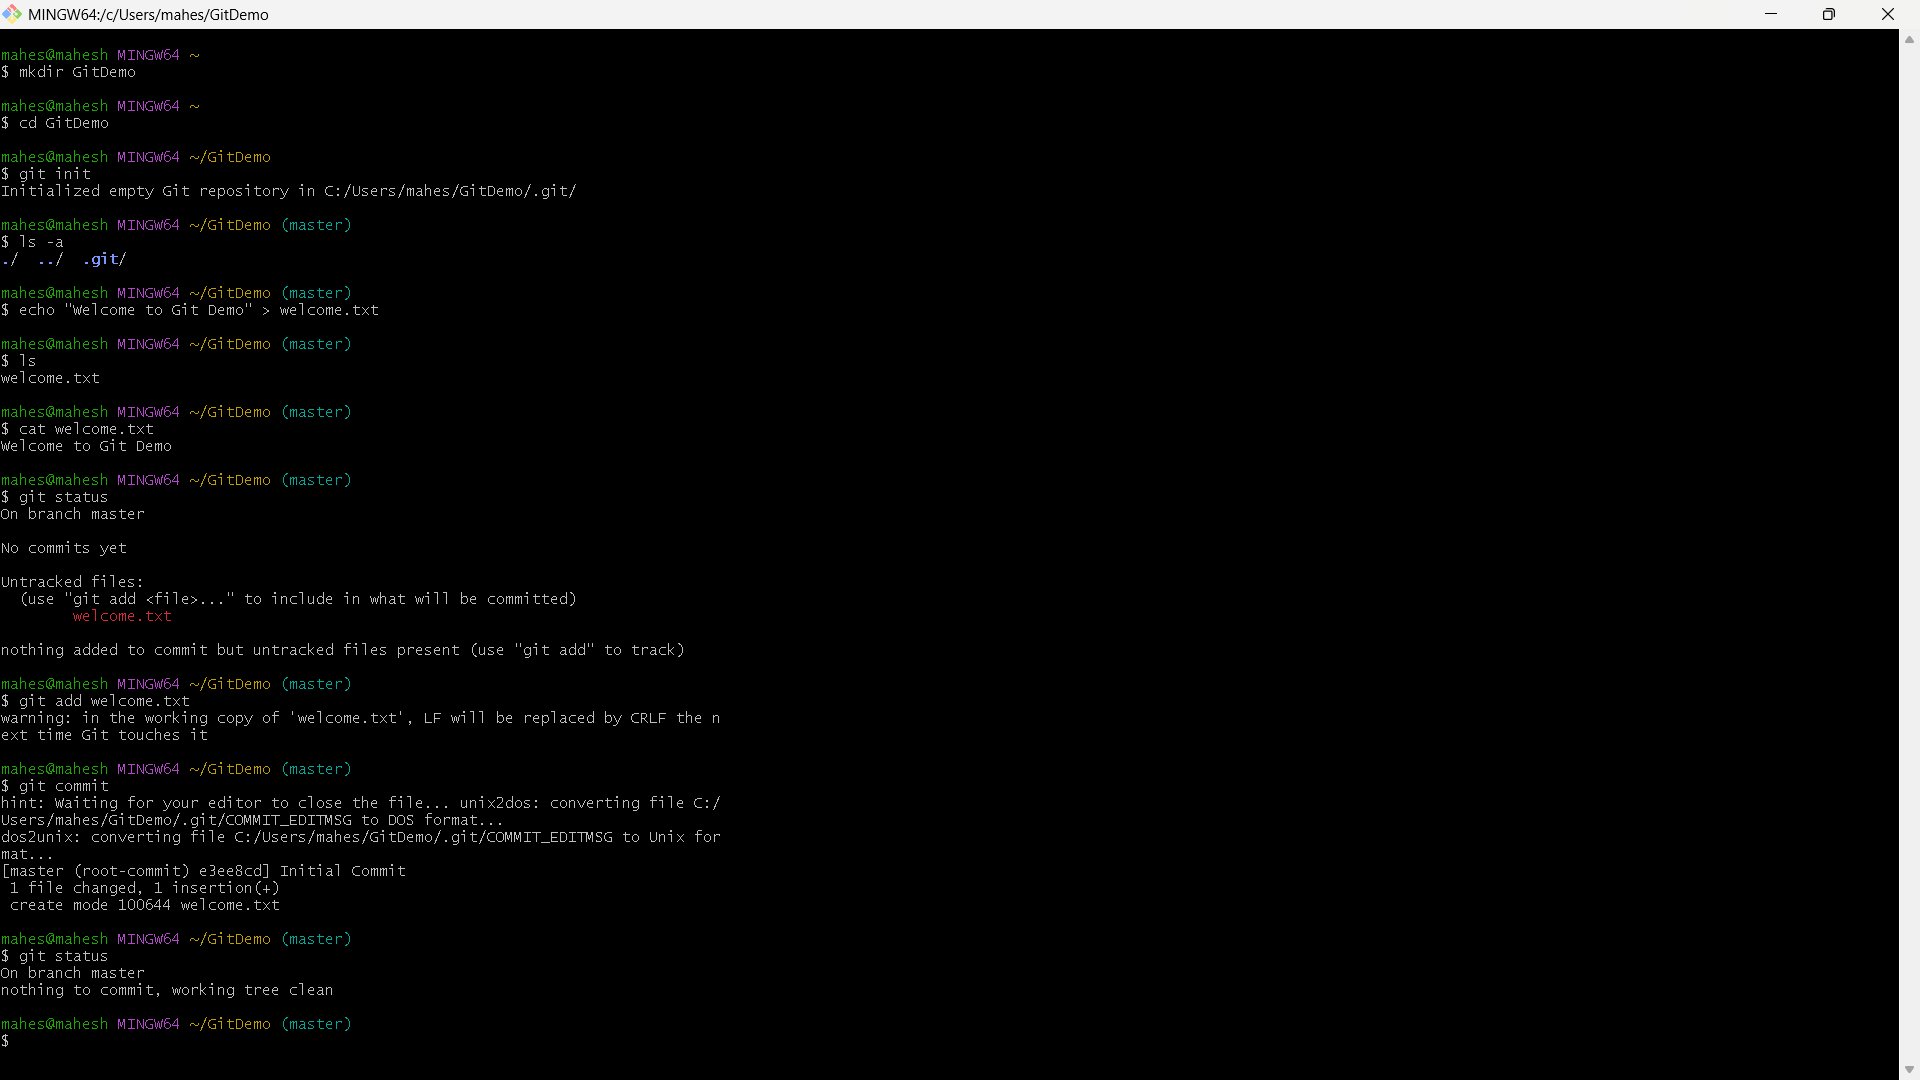 MINGW64:/c/Users/mahes/GitDemo
mahes@mahesh MINGW64 ~
$ mkdir GitDemo
mahes@mahesh MINGW64 ~
$ cd GitDemo
mahes@mahesh MINGW64 ~/GitDemo
$ git init
Initialized empty Git repository in C:/Users/mahes/GitDemo/.git/
mahes@mahesh MINGW64 ~/GitDemo (master)
$ ls -a
./  ../  .git/
mahes@mahesh MINGW64 ~/GitDemo (master)
$ echo "Welcome to Git Demo" > welcome.txt
mahes@mahesh MINGW64 ~/GitDemo (master)
$ ls
welcome.txt
mahes@mahesh MINGW64 ~/GitDemo (master)
$ cat welcome.txt
Welcome to Git Demo
mahes@mahesh MINGW64 ~/GitDemo (master)
$ git status
On branch master
No commits yet
Untracked files:
  (use "git add <file>..." to include in what will be committed)
        welcome.txt
nothing added to commit but untracked files present (use "git add" to track)
mahes@mahesh MINGW64 ~/GitDemo (master)
$ git add welcome.txt
warning: in the working copy of 'welcome.txt', LF will be replaced by CRLF the n
ext time Git touches it
mahes@mahesh MINGW64 ~/GitDemo (master)
$ git commit
hint: Waiting for your editor to close the file... unix2dos: converting file C:/
Users/mahes/GitDemo/.git/COMMIT_EDITMSG to DOS format...
dos2unix: converting file C:/Users/mahes/GitDemo/.git/COMMIT_EDITMSG to Unix for
mat...
[master (root-commit) e3ee8cd] Initial Commit
 1 file changed, 1 insertion(+)
 create mode 100644 welcome.txt
mahes@mahesh MINGW64 ~/GitDemo (master)
$ git status
On branch master
nothing to commit, working tree clean
mahes@mahesh MINGW64 ~/GitDemo (master)
$